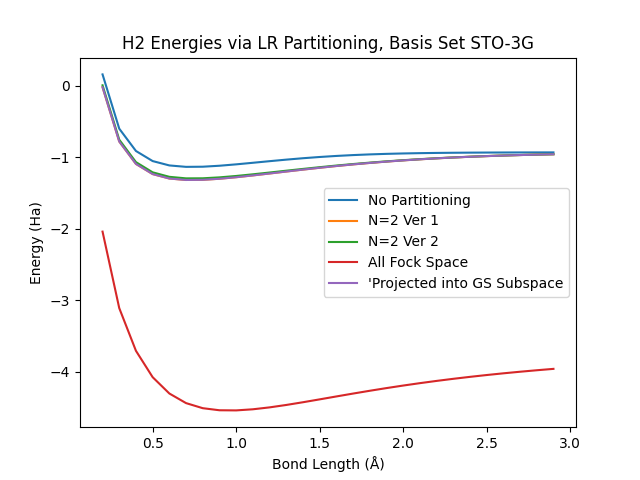 H2 Energies via LR Partitioning, Basis Set STO-3G
Energy (Ha)
0
−1
−2
−3
−4
No Partitioning
N=2 Ver 1
N=2 Ver 2
All Fock Space
'Projected into GS Subspace
0.5 1.0 1.5 2.0 2.5 3.0
Bond Length (Å)